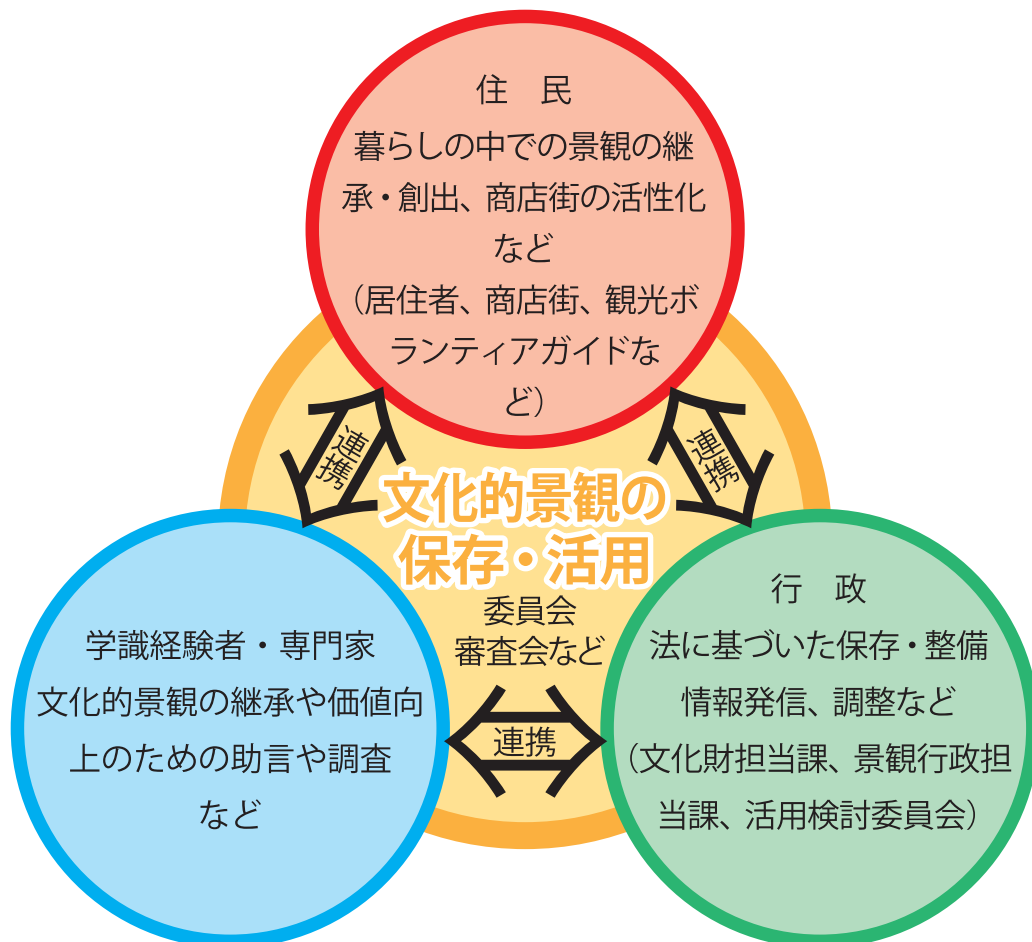 住　民
暮らしの中での景観の継
承・創出、商店街の活性化
など
（居住者、商店街、観光ボ
ランティアガイドな
ど）
連携
連携
文化的景観の
保存・活用
委員会
審査会など
連携
学識経験者・専門家
文化的景観の継承や価値向
上のための助言や調査
など
行　政
法に基づいた保存・整備
情報発信、調整など
（文化財担当課、景観行政担
当課、活用検討委員会）